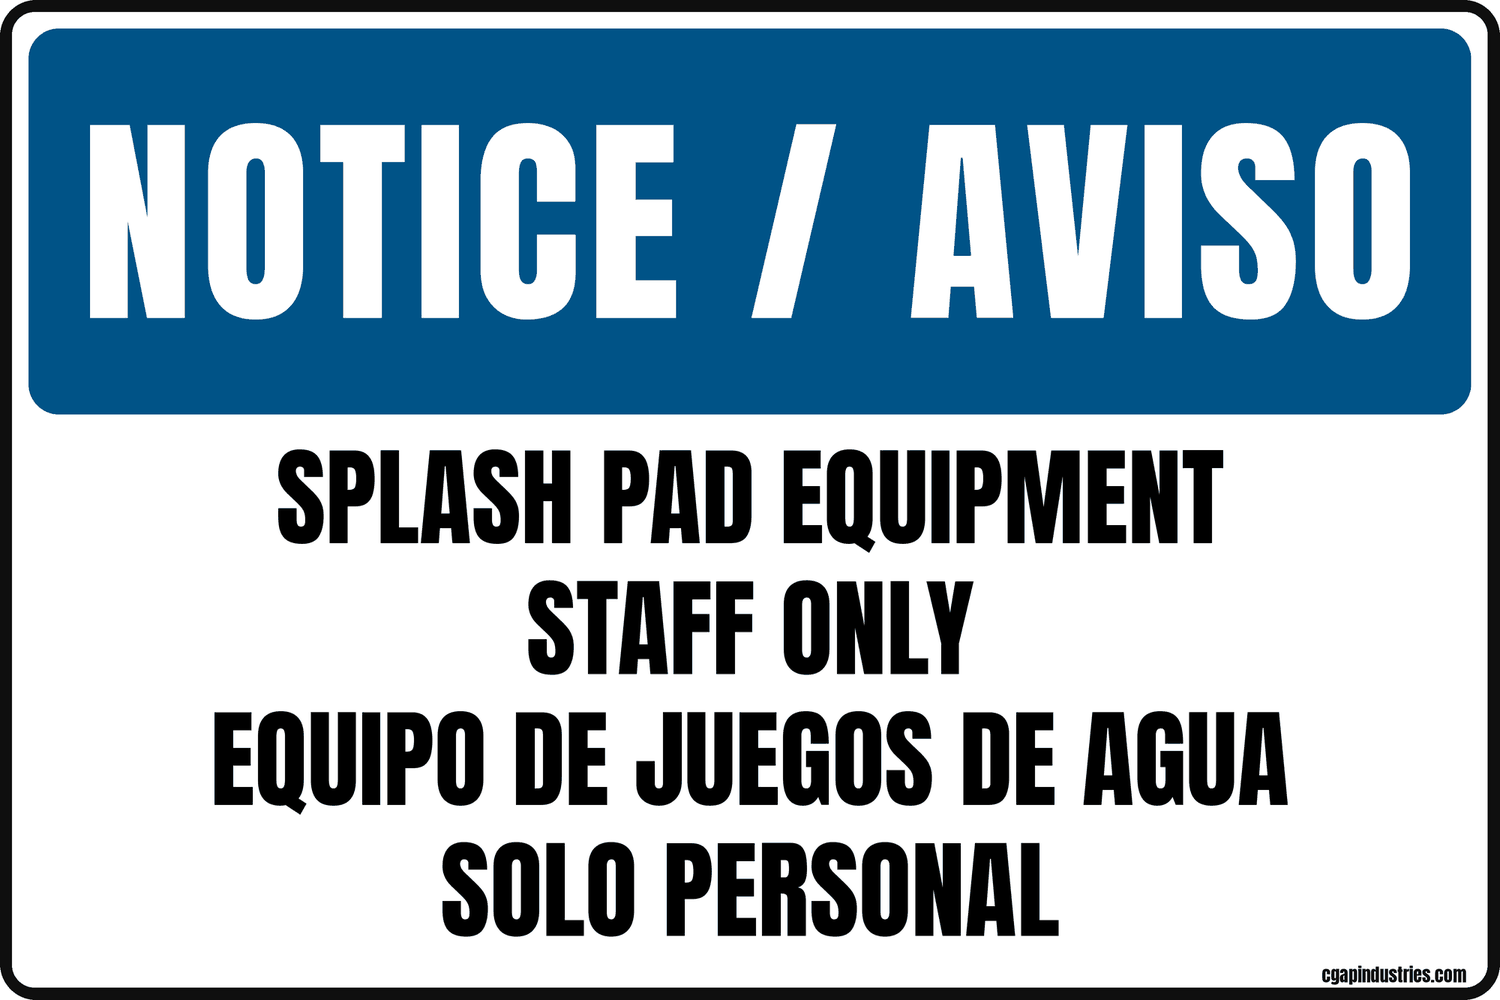 NOTICE / AVISO
SPLASH PAD EQUIPMENT
STAFF ONLY
EQUIPO DE JUEGOS DE AGUA
SOLO PERSONAL
cgapindustries.com